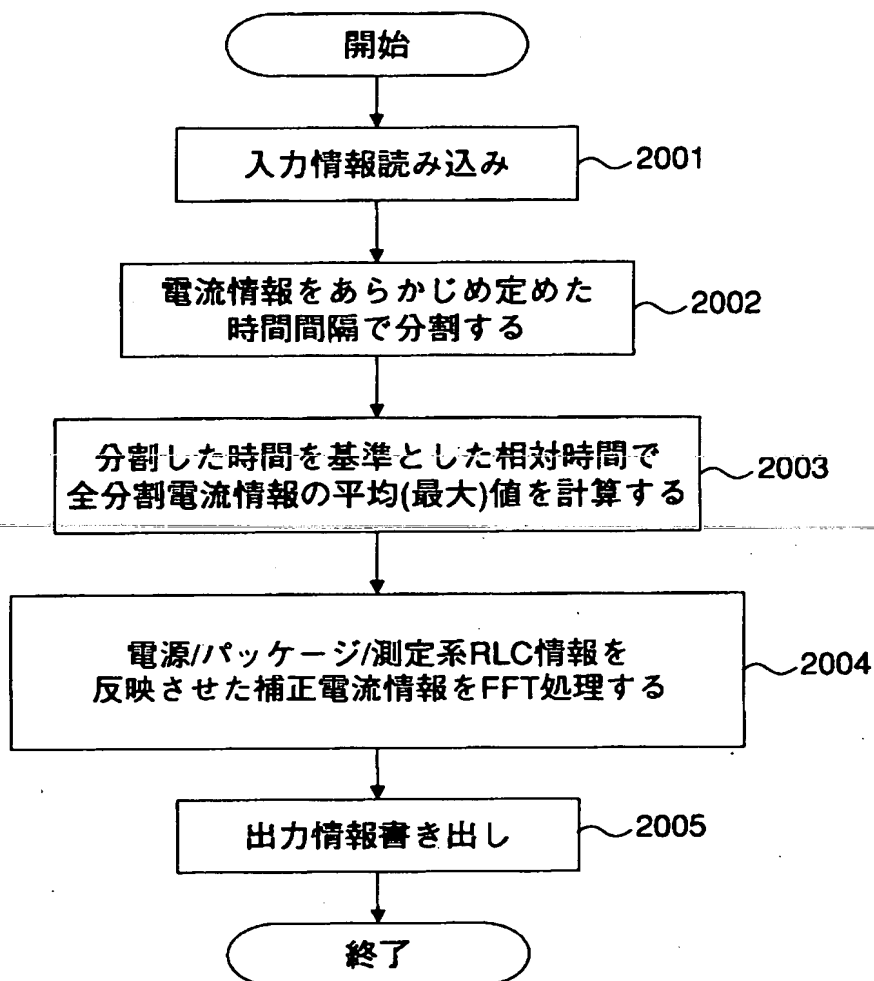 開始
入力情報読み込み
2001
電流情報をあらかじめ定めた
時間間隔で分割する
2002
分割した時間を基準とした相対時間で
全分割電流情報の平均(最大)値を計算する
2003
電源/パッケージ/測定系RLC情報を
反映させた補正電流情報をFFT処理する
2004
出力情報書き出し
2005
終了